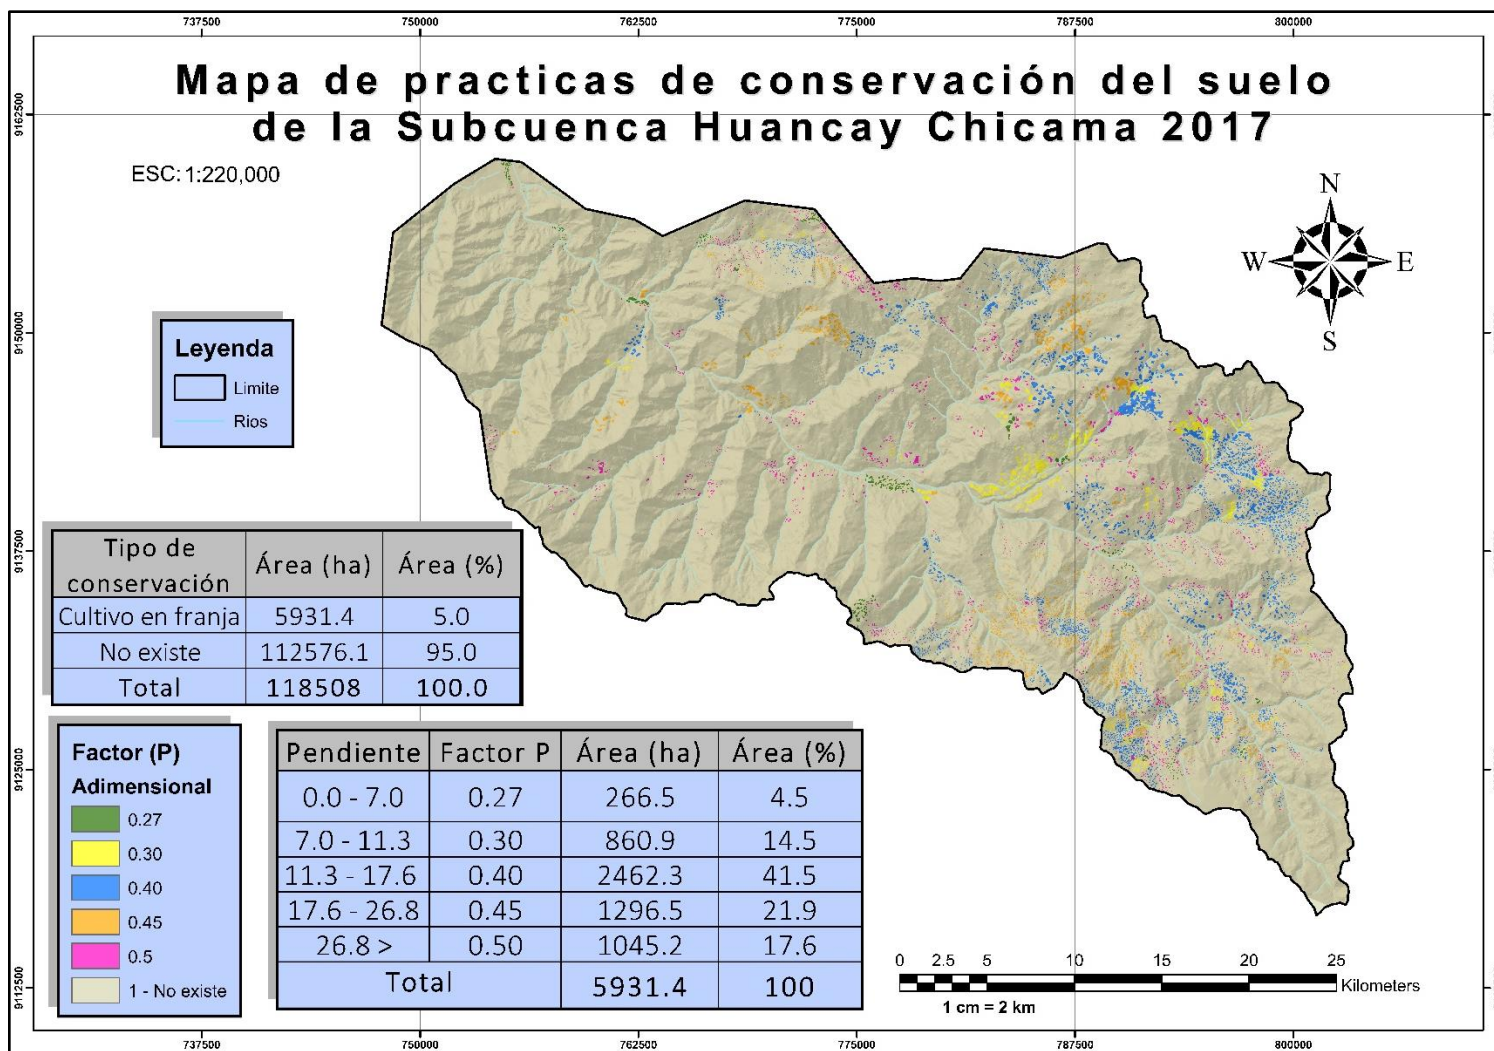 737500 750000 762500 775000 787500 800000
Mapa de practicas de conservación del suelo
de la Subcuenca Huancay Chicama 2017
ESC: 1:220,000
N
W E
S
9162500
9150000
9137500
9125000
9112500
Leyenda
Limite
Rios
Tipo de conservación Área (ha) Área (%)
Cultivo en franja 5931.4 5.0
No existe 112576.1 95.0
Total 118508 100.0
Factor (P)
Adimensional
0.27
0.30
0.40
0.45
0.5
1 - No existe
Pendiente Factor P Área (ha) Área (%)
0.0 - 7.0 0.27 266.5 4.5
7.0 - 11.3 0.30 860.9 14.5
11.3 - 17.6 0.40 2462.3 41.5
17.6 - 26.8 0.45 1296.5 21.9
26.8 > 0.50 1045.2 17.6
Total 5931.4 100
0 2.5 5 10 15 20 25
Kilometers
1 cm = 2 km
737500 750000 762500 775000 787500 800000